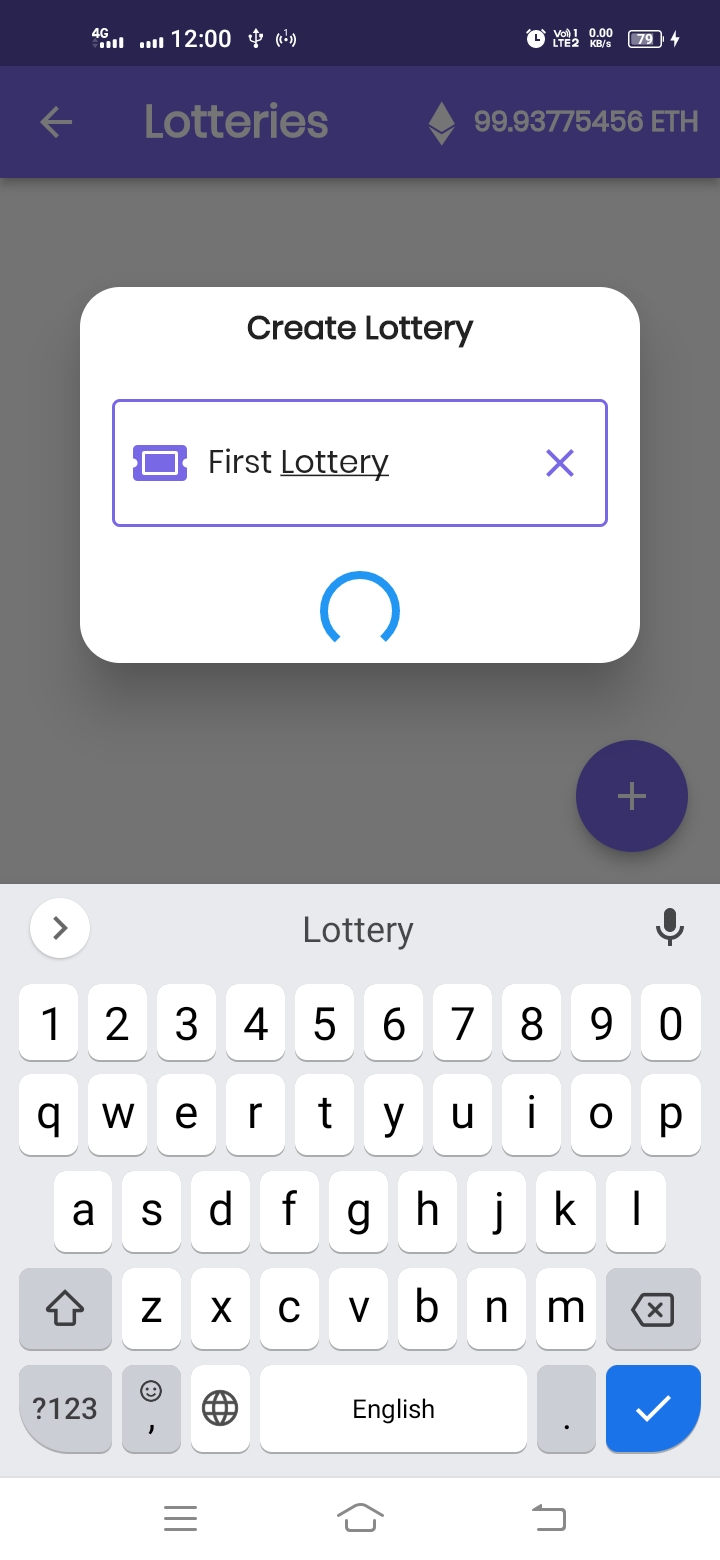 4G 12:00 Vo) 1 LTE2 0.00 KB/s 79
Lotteries 99.93775456 ETH
Create Lottery
First Lottery
Lottery
1 2 3 4 5 6 7 8 9 0
q w e r t y u i o p
a s d f g h j k l
z x c v b n m
?123 , English .